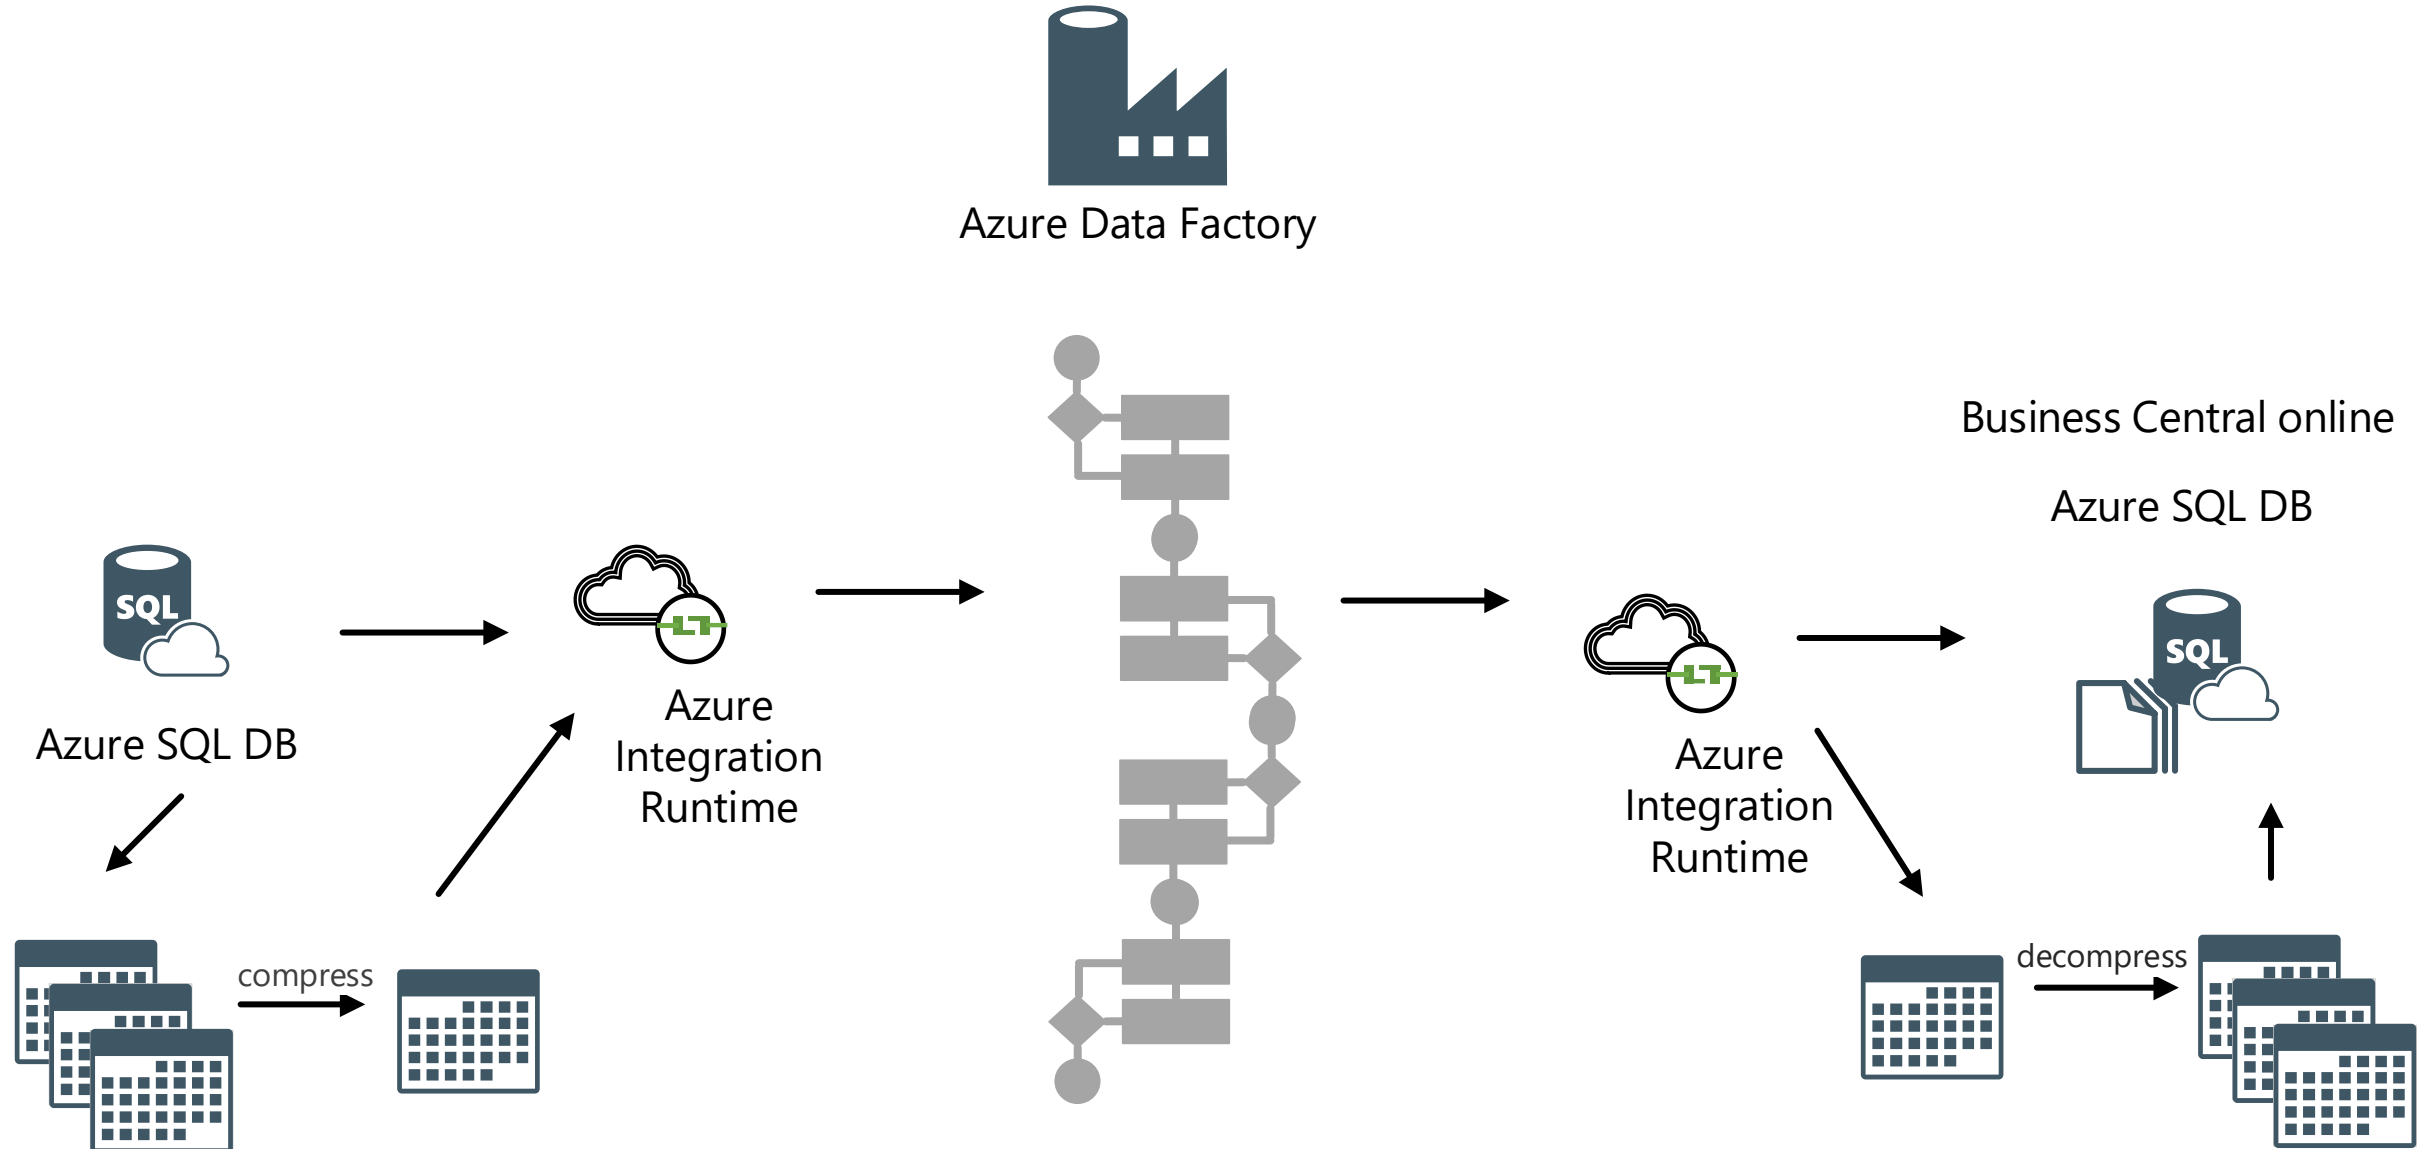 Azure Data Factory
Business Central online
Azure SQL DB
SQL
Azure SQL DB
Azure
Integration
Runtime
Azure
Integration
Runtime
SQL
compress
decompress